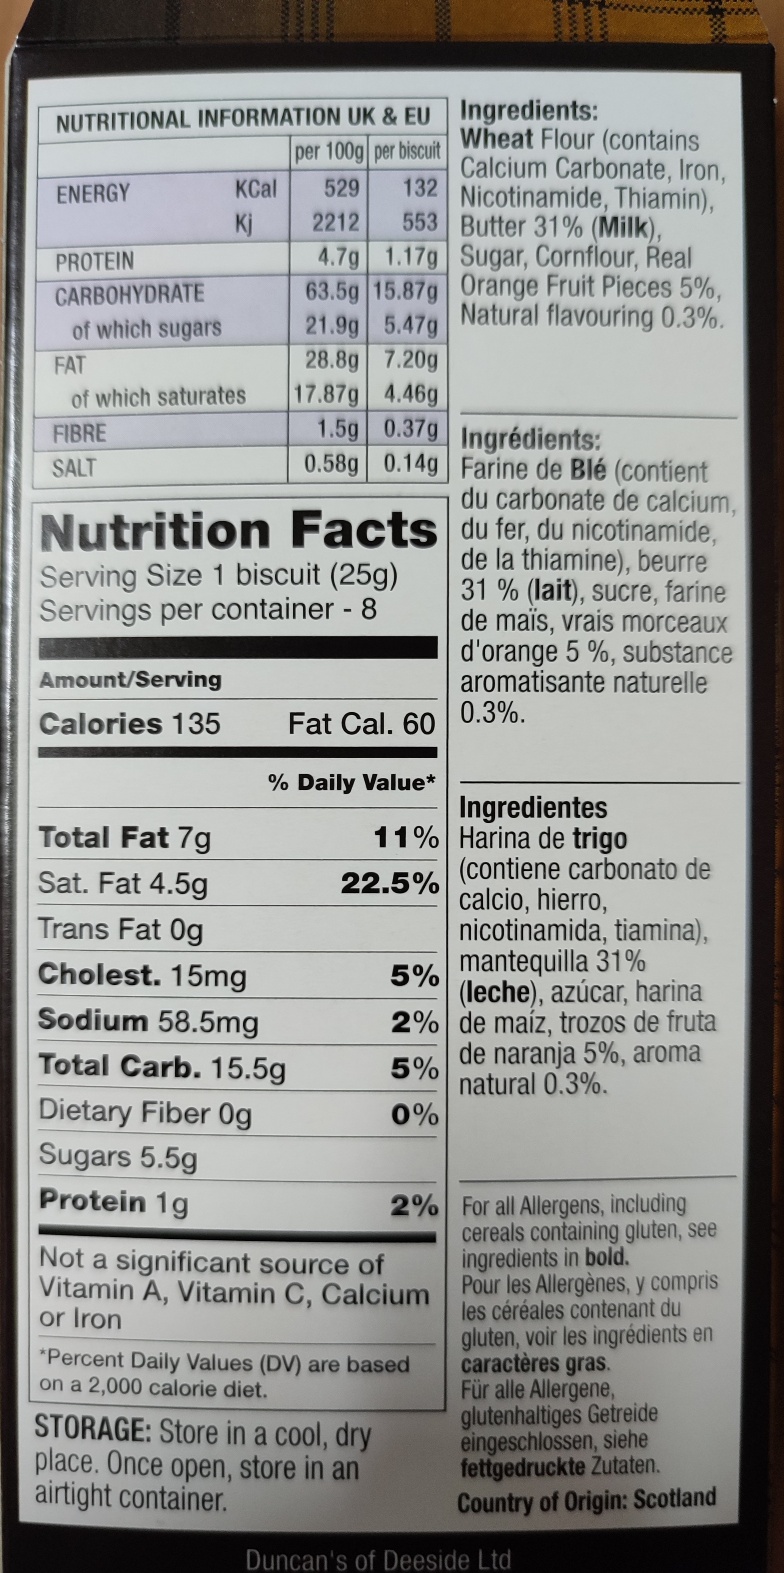 NUTRITIONAL INFORMATION UK & EU
per 100g per biscuit
ENERGY KCal 529 132
Kj 2212 553
PROTEIN 4.7g 1.17g
CARBOHYDRATE 63.5g 15.87g
of which sugars 21.9g 5.47g
FAT 28.8g 7.20g
of which saturates 17.87g 4.46g
FIBRE 1.5g 0.37g
SALT 0.58g 0.14g
Nutrition Facts
Serving Size 1 biscuit (25g)
Servings per container - 8
Amount/Serving
Calories 135 Fat Cal. 60
% Daily Value*
Total Fat 7g 11%
Sat. Fat 4.5g 22.5%
Trans Fat 0g
Cholest. 15mg 5%
Sodium 58.5mg 2%
Total Carb. 15.5g 5%
Dietary Fiber 0g 0%
Sugars 5.5g
Protein 1g 2%
Not a significant source of
Vitamin A, Vitamin C, Calcium
or Iron
*Percent Daily Values (DV) are based
on a 2,000 calorie diet.
STORAGE: Store in a cool, dry
place. Once open, store in an
airtight container.
Ingredients:
Wheat Flour (contains
Calcium Carbonate, Iron,
Nicotinamide, Thiamin),
Butter 31% (Milk),
Sugar, Cornflour, Real
Orange Fruit Pieces 5%,
Natural flavouring 0.3%.
Ingrédients:
Farine de Blé (contient
du carbonate de calcium,
du fer, du nicotinamide,
de la thiamine), beurre
31 % (lait), sucre, farine
de maïs, vrais morceaux
d'orange 5 %, substance
aromatisante naturelle
0.3%.
Ingredientes
Harina de trigo
(contiene carbonato de
calcio, hierro,
nicotinamida, tiamina),
mantequilla 31%
(leche), azúcar, harina
de maíz, trozos de fruta
de naranja 5%, aroma
natural 0.3%.
For all Allergens, including
cereals containing gluten, see
ingredients in bold.
Pour les Allergènes, y compris
les céréales contenant du
gluten, voir les ingrédients en
caractères gras.
Für alle Allergene,
glutenhaltiges Getreide
eingeschlossen, siehe
fettgedruckte Zutaten.
Country of Origin: Scotland
Duncan's of Deeside Ltd